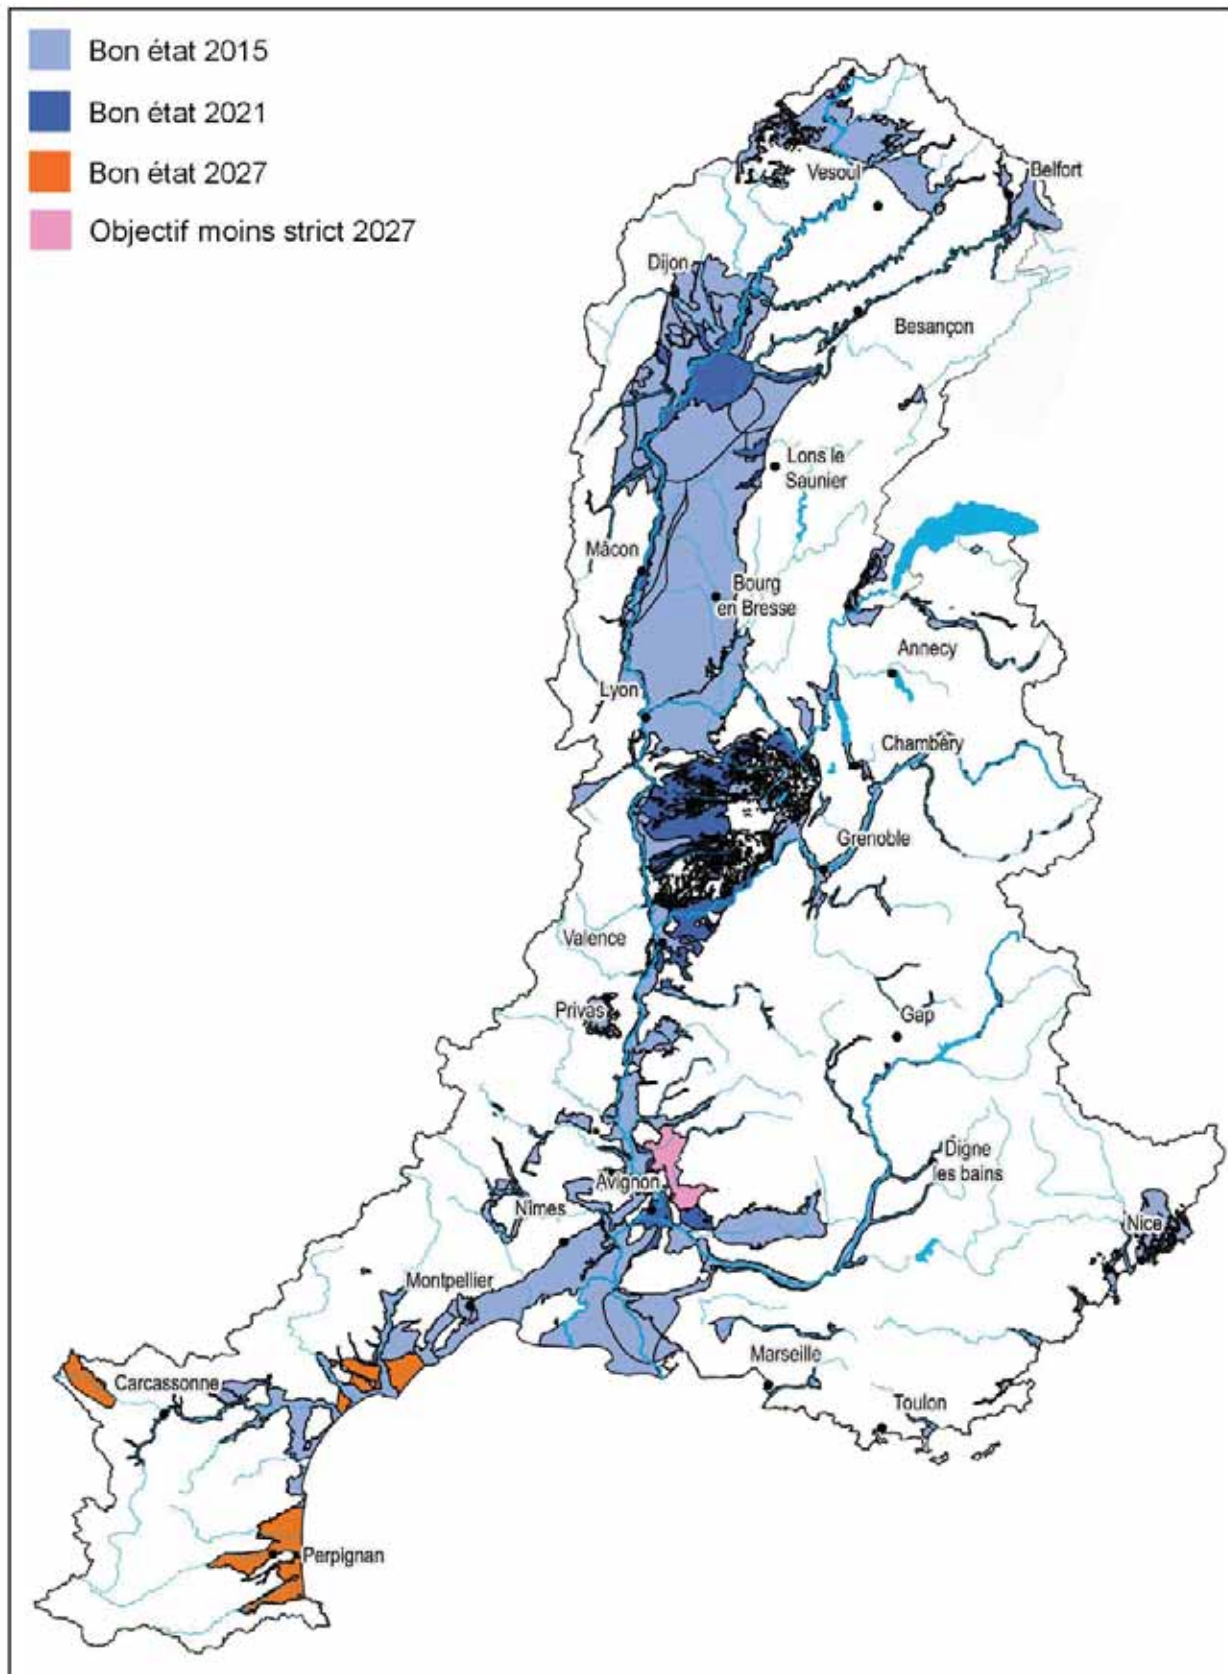 Bon état 2015
Bon état 2021
Bon état 2027
Objectif moins strict 2027
Vesoul
Belfort
Dijon
Besançon
Lons le
Saunier
Mâcon
Bourg
en Bresse
Annecy
Lyon
Chambéry
Grenoble
Valence
Privas
Gap
Digne
les bains
Avignon
Nîmes
Nice
Montpellier
Marseille
Carcassonne
Toulon
Perpignan